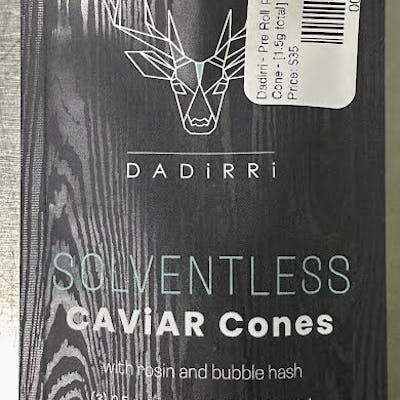 Dadirri - Pre Roll
Cone - [1.5g total]
Price: $35
DADiRRi
SOLVENTLESS
CAViAR Cones
with rosin and bubble hash